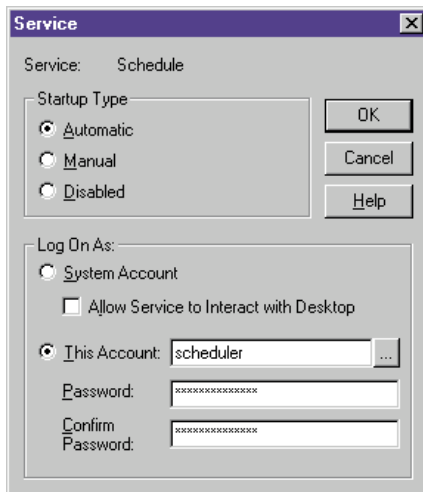 Service
Service: Schedule
Startup Type
Automatic
Manual
Disabled
OK
Cancel
Help
Log On As:
System Account
Allow Service to Interact with Desktop
This Account: scheduler ...
Password: **************
Confirm Password: **************